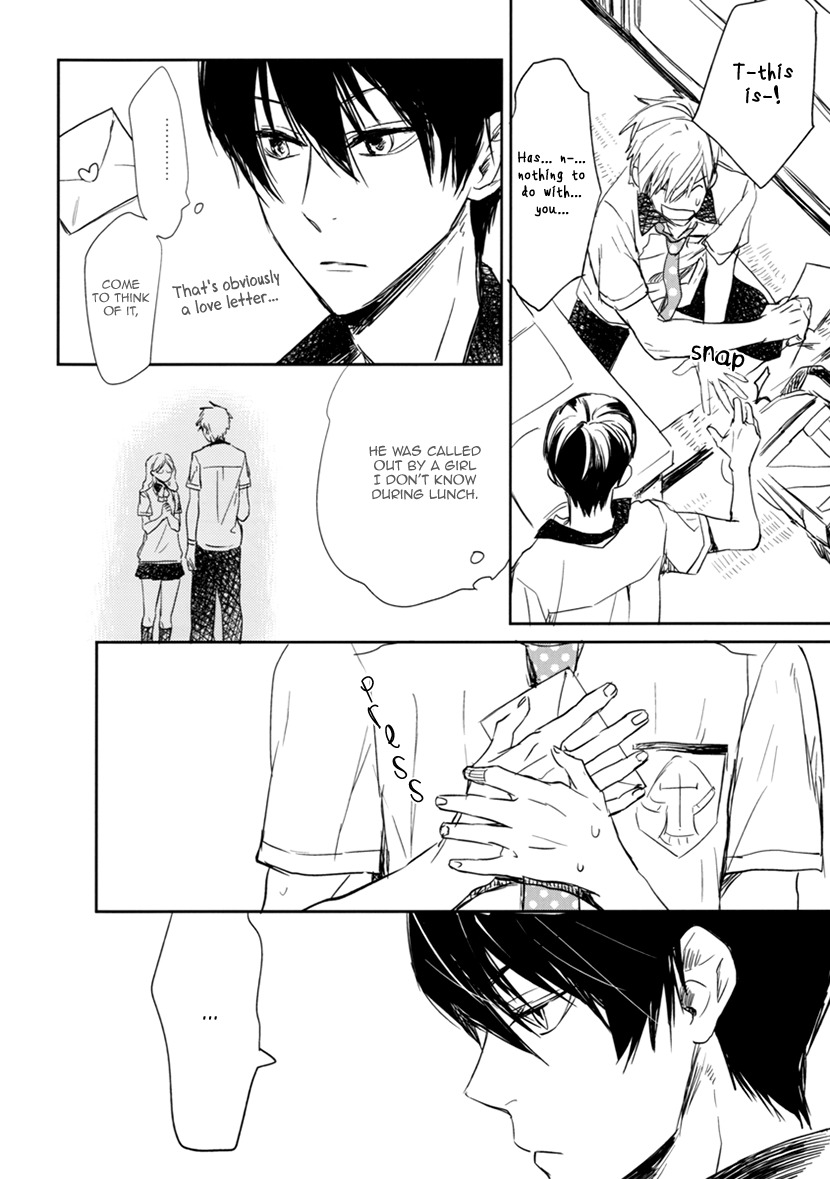 T-this
is-!
Has... n-...
nothing to
do with...
you...
snap
.........
That's obviously
a love letter...
COME
TO THINK
OF IT,
HE WAS CALLED
OUT BY A GIRL
I DON'T KNOW
DURING LUNCH.
press
...